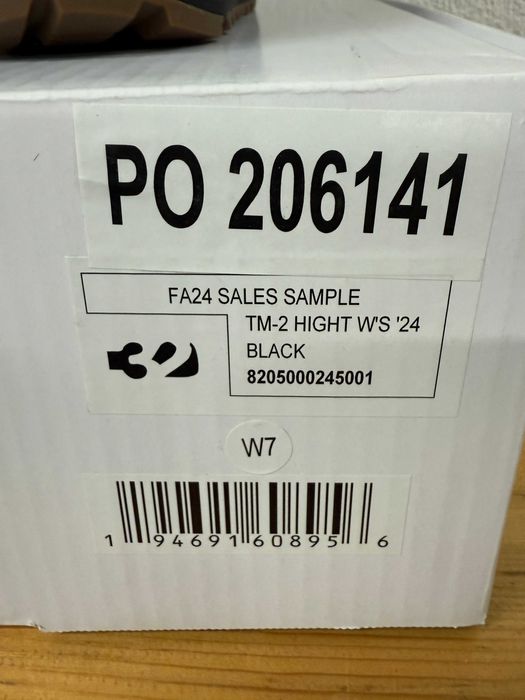 PO 206141
FA24 SALES SAMPLE
TM-2 HIGHT W'S '24
BLACK
8205000245001
W7
1 94691 60895 6